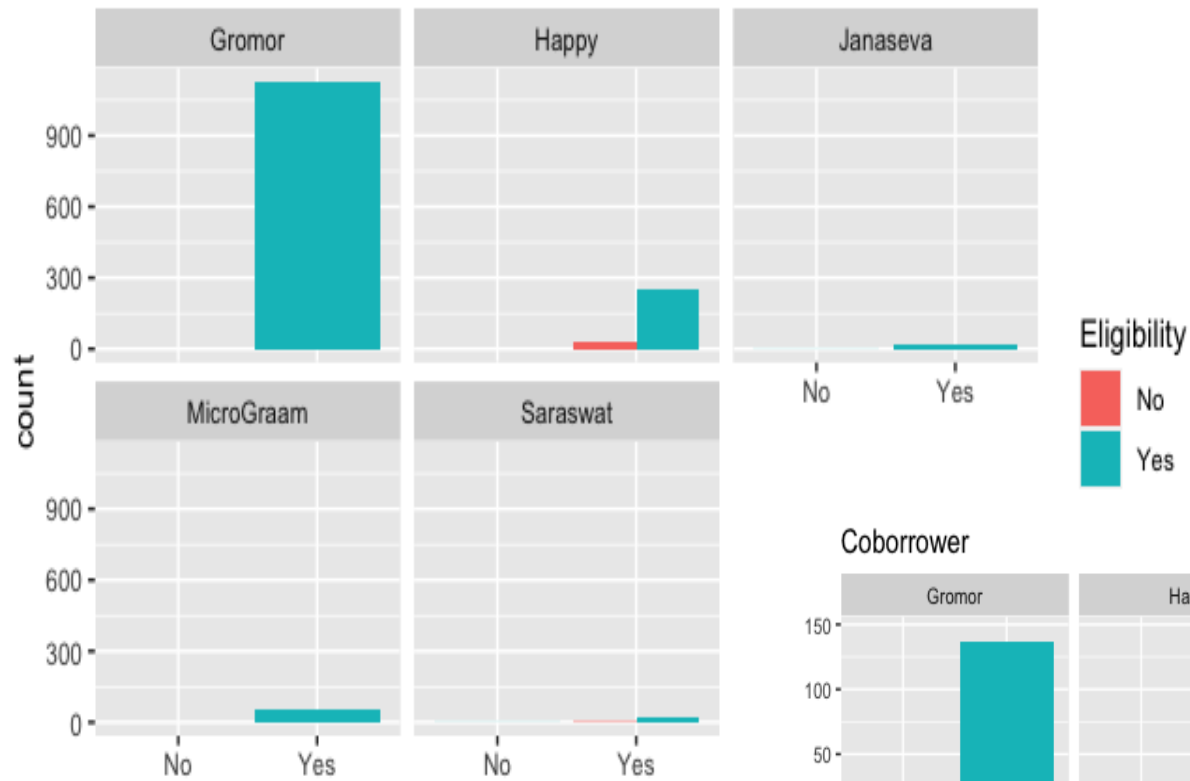 Gromor
Happy
Janaseva
900
600
300
0
No
Yes
count
MicroGraam
Saraswat
900
600
300
0
No
Yes
No
Yes
Eligibility
No
Yes
Coborrower
Gromor
Ha
150
100
50